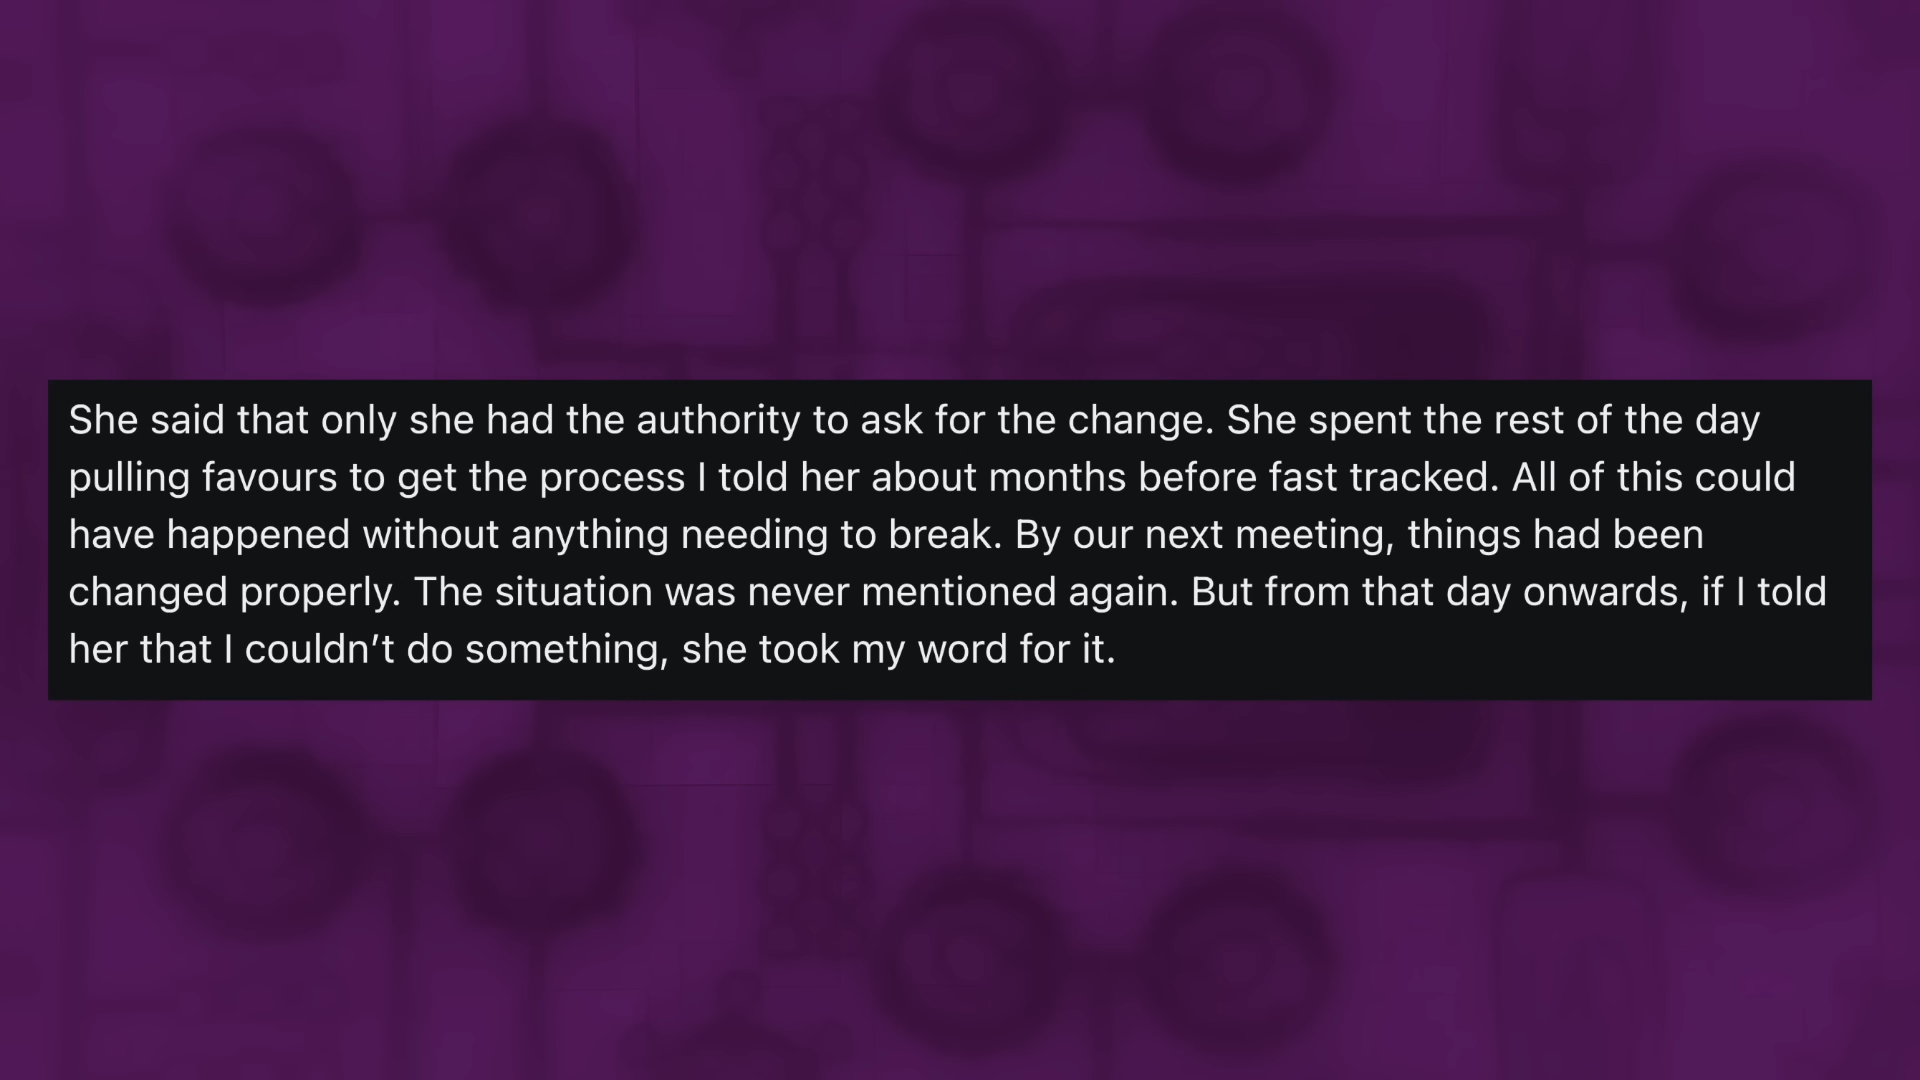 She said that only she had the authority to ask for the change. She spent the rest of the day
pulling favours to get the process I told her about months before fast tracked. All of this could
have happened without anything needing to break. By our next meeting, things had been
changed properly. The situation was never mentioned again. But from that day onwards, if I told
her that I couldn’t do something, she took my word for it.